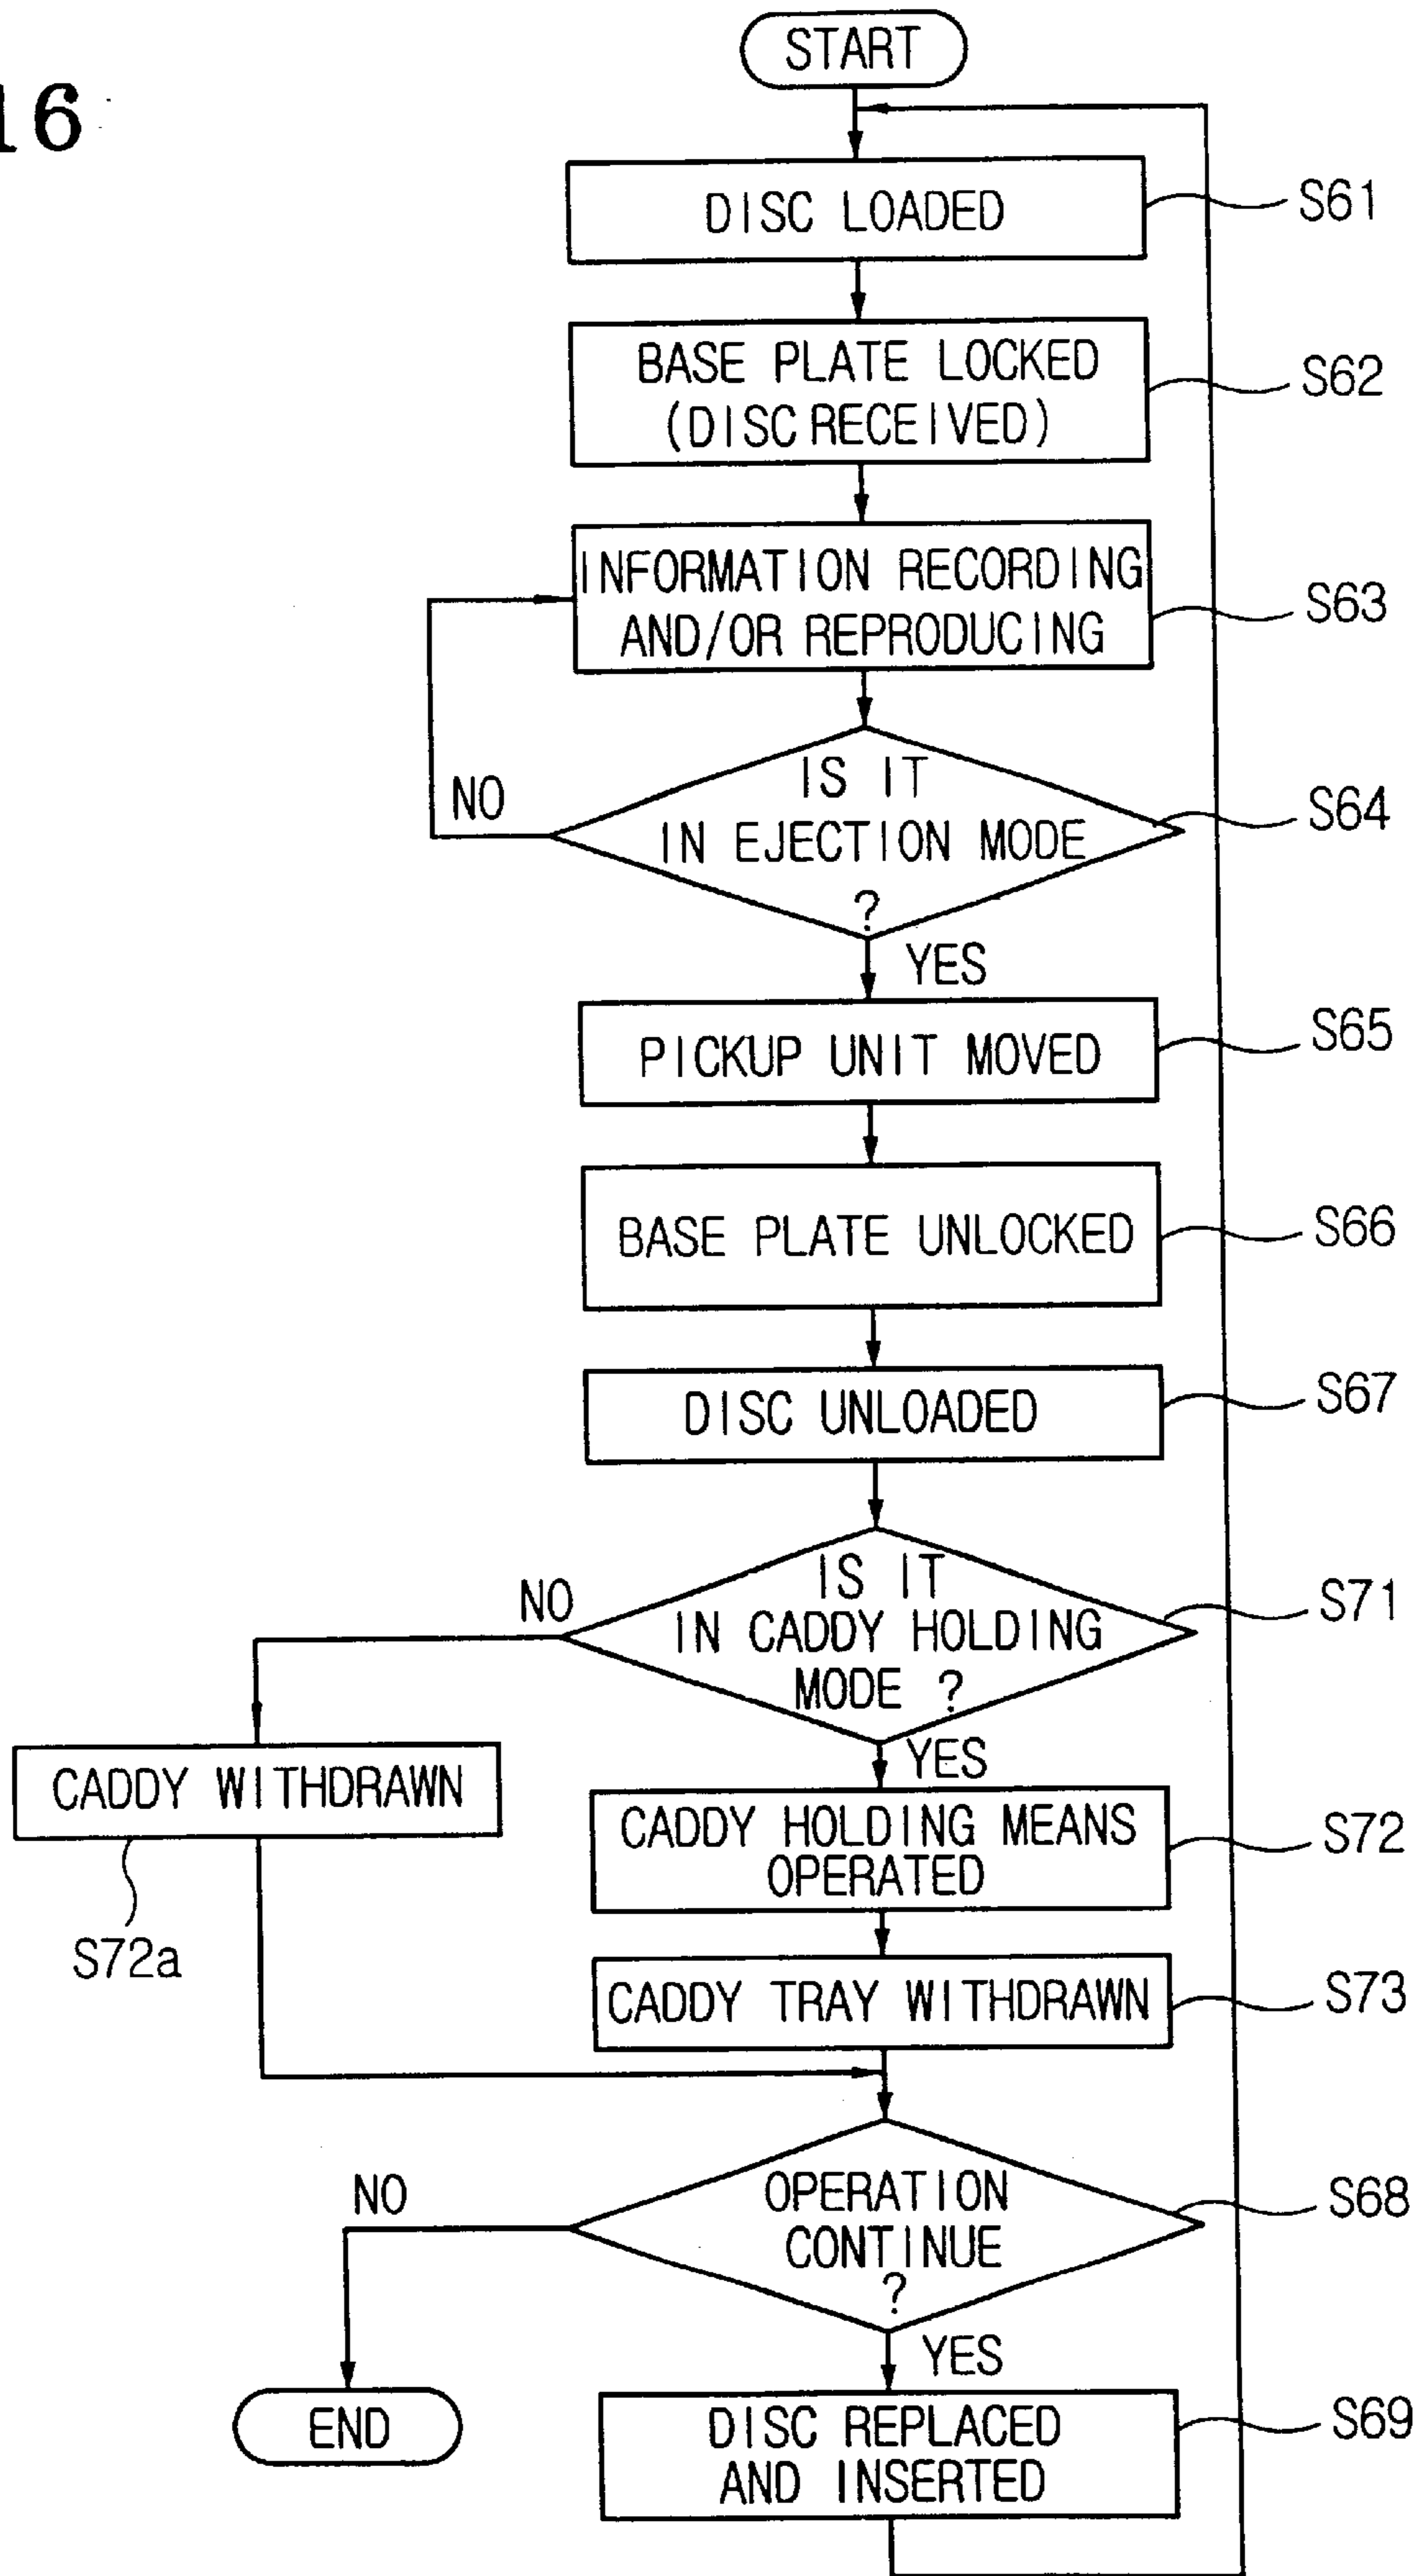 16
START
DISC LOADED
S61
BASE PLATE LOCKED
(DISC RECEIVED)
S62
INFORMATION RECORDING
AND/OR REPRODUCING
S63
IS IT
IN EJECTION MODE
?
S64
NO
YES
PICKUP UNIT MOVED
S65
BASE PLATE UNLOCKED
S66
DISC UNLOADED
S67
IS IT
IN CADDY HOLDING
MODE ?
S71
NO
YES
CADDY WITHDRAWN
S72a
CADDY HOLDING MEANS
OPERATED
S72
CADDY TRAY WITHDRAWN
S73
OPERATION
CONTINUE
?
S68
NO
YES
END
DISC REPLACED
AND INSERTED
S69